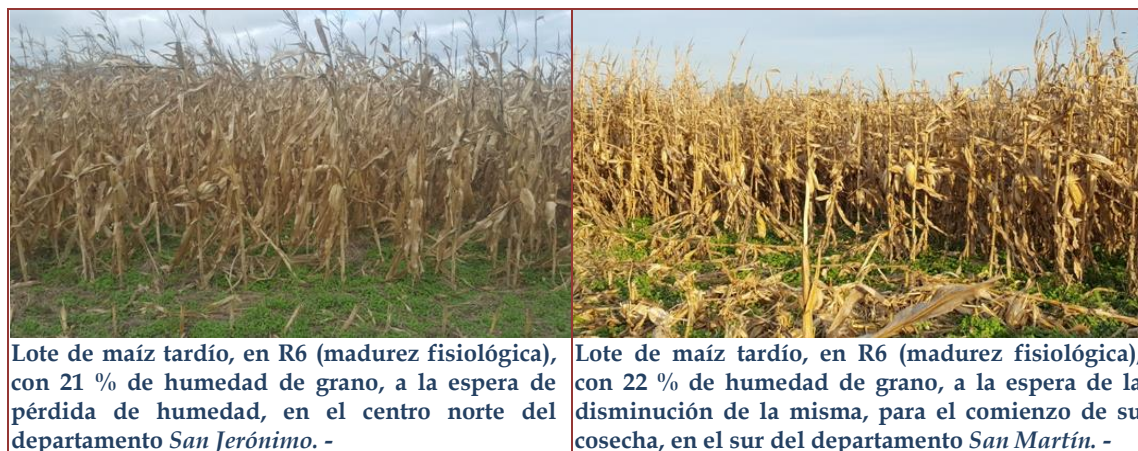 Lote de maíz tardío, en R6 (madurez fisiológica),
con 21 % de humedad de grano, a la espera de
pérdida de humedad, en el centro norte del
departamento San Jerónimo. -
Lote de maíz tardío, en R6 (madurez fisiológica),
con 22 % de humedad de grano, a la espera de la
disminución de la misma, para el comienzo de su
cosecha, en el sur del departamento San Martín. -